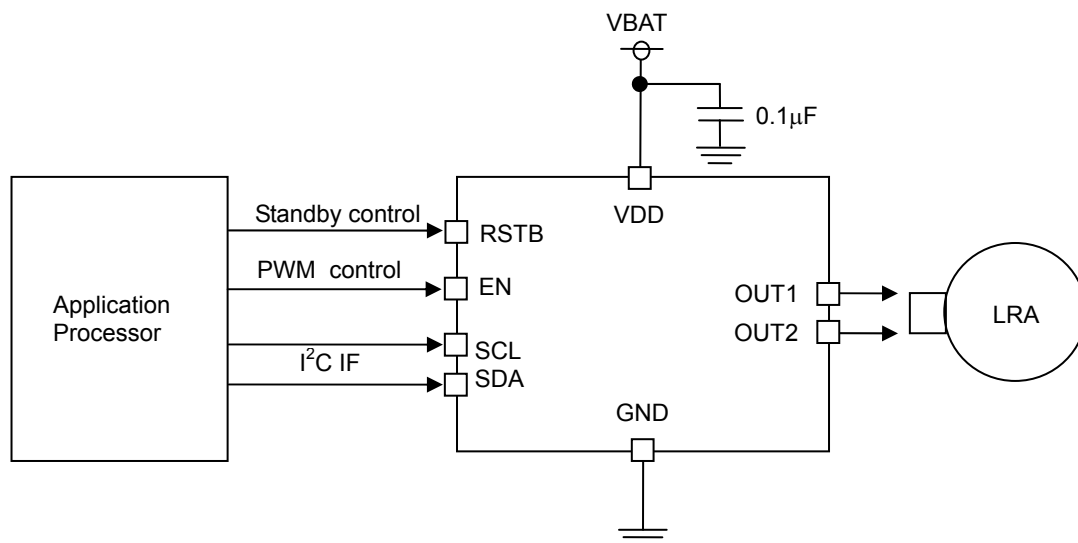 VBAT
0.1μF
VDD
Standby control
RSTB
PWM control
EN
Application
Processor
SCL
I²C IF
SDA
OUT1
OUT2
LRA
GND